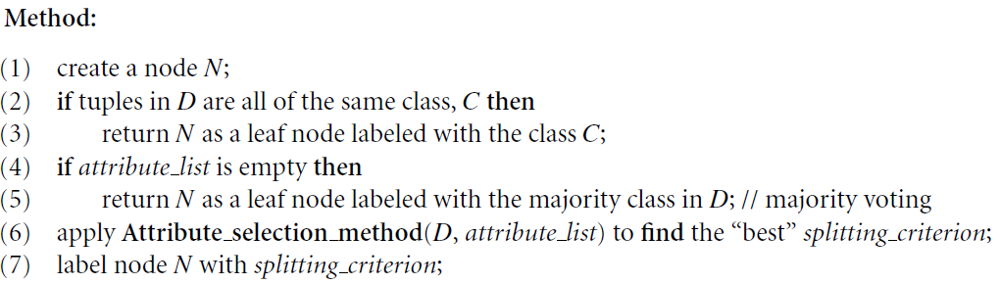 Method:
(1) create a node N;
(2) if tuples in D are all of the same class, C then
(3) return N as a leaf node labeled with the class C;
(4) if attribute_list is empty then
(5) return N as a leaf node labeled with the majority class in D; // majority voting
(6) apply Attribute_selection_method(D, attribute_list) to find the “best” splitting_criterion;
(7) label node N with splitting_criterion;